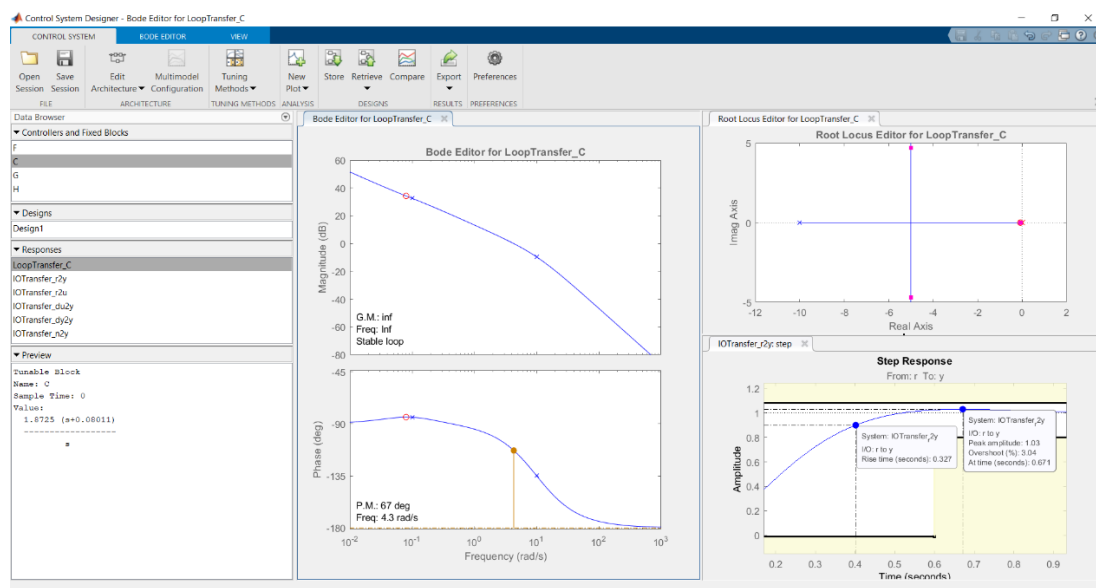 Control System Designer - Bode Editor for LoopTransfer_C
CONTROL SYSTEM BODE EDITOR VIEW
Open Session
Save Session
Edit Architecture
Multimodel Configuration
Tuning Methods
New Plot
Store
Retrieve
Compare
Export
Preferences
FILE ARCHITECTURE TUNING METHODS ANALYSIS DESIGNS RESULTS PREFERENCES
Data Browser
Controllers and Fixed Blocks
F
C
G
H
Designs
Design1
Responses
LoopTransfer_C
IOTransfer_r2y
IOTransfer_r2u
IOTransfer_du2y
IOTransfer_dy2y
IOTransfer_n2y
Preview
Tunable Block
Name: C
Sample Time: 0
Value:
1.8725 (s+0.08011)
------------------
s
Bode Editor for LoopTransfer_C
Bode Editor for LoopTransfer_C
Magnitude (dB)
60
40
20
0
-20
-40
-60
-80
G.M.: inf
Freq: Inf
Stable loop
Phase (deg)
-45
-90
-135
-180
P.M.: 67 deg
Freq: 4.3 rad/s
10-2 10-1 100 101 102 103
Frequency (rad/s)
Root Locus Editor for LoopTransfer_C
Root Locus Editor for LoopTransfer_C
Imag Axis
5
0
-5
-12 -10 -8 -6 -4 -2 0 2
Real Axis
IOTransfer_r2y: step
Step Response
From: r To: y
Amplitude
1.2
1
0.8
0.6
0.4
0.2
0
System: IOTransfer_r2y
I/O: r to y
Rise time (seconds): 0.327
System: IOTransfer_r2y
I/O: r to y
Peak amplitude: 1.03
Overshoot (%): 3.04
At time (seconds): 0.671
0.2 0.3 0.4 0.5 0.6 0.7 0.8 0.9
Time (seconds)